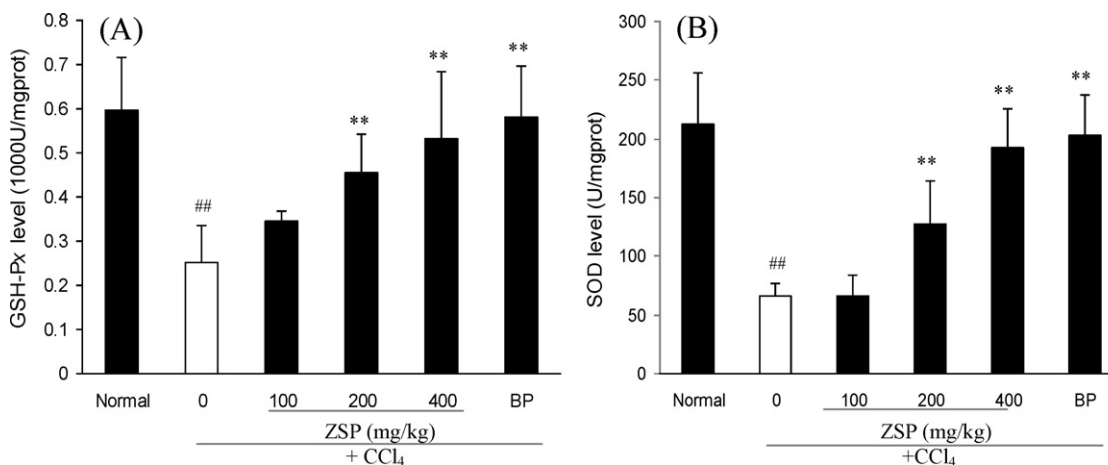 (A)
GSH-Px level (1000U/mgprot)
0.8
0.7
0.6
0.5
0.4
0.3
0.2
0.1
0
##
**
**
**
Normal 0 100 200 400 BP
ZSP (mg/kg)
+ CCl₄
(B)
SOD level (U/mgprot)
300
250
200
150
100
50
0
##
**
**
**
Normal 0 100 200 400 BP
ZSP (mg/kg)
+CCl₄